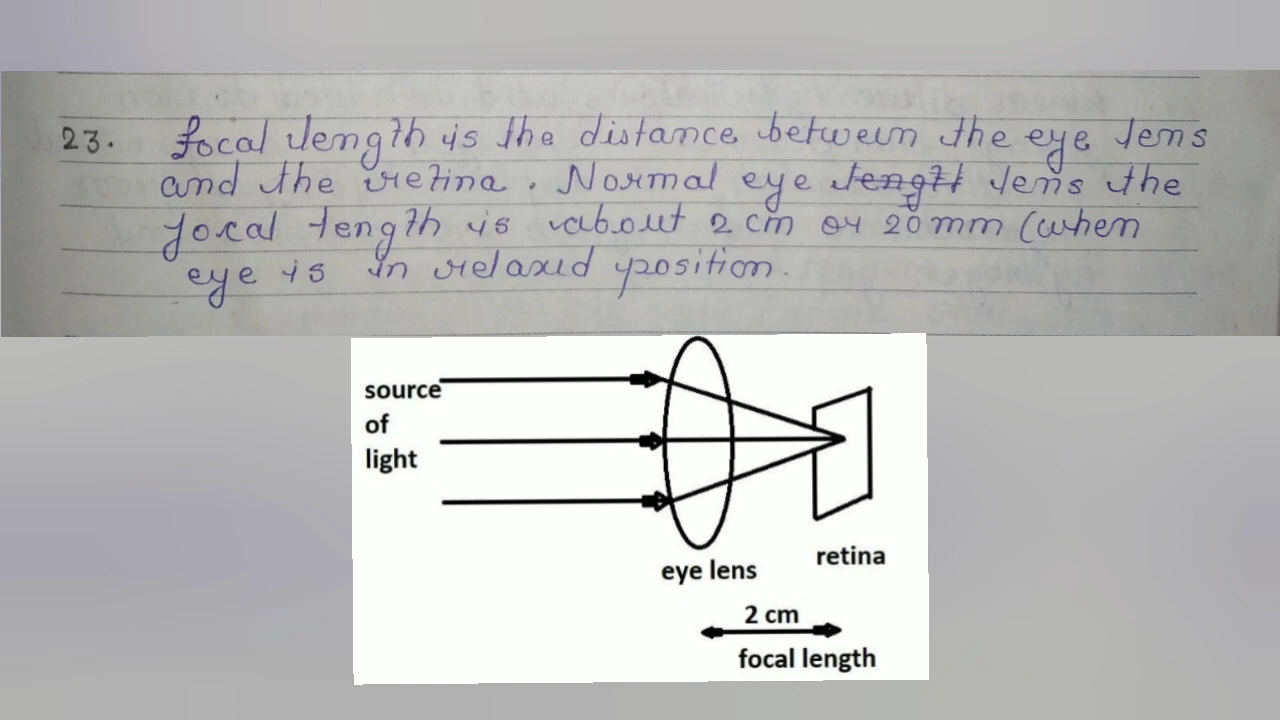 23. focal length is the distance between the eye lens
and the retina. Normal eye lengt lens the
focal length is about 2 cm or 20 mm (when
eye is in relaxed position.
source
of
light
eye lens
retina
2 cm
focal length